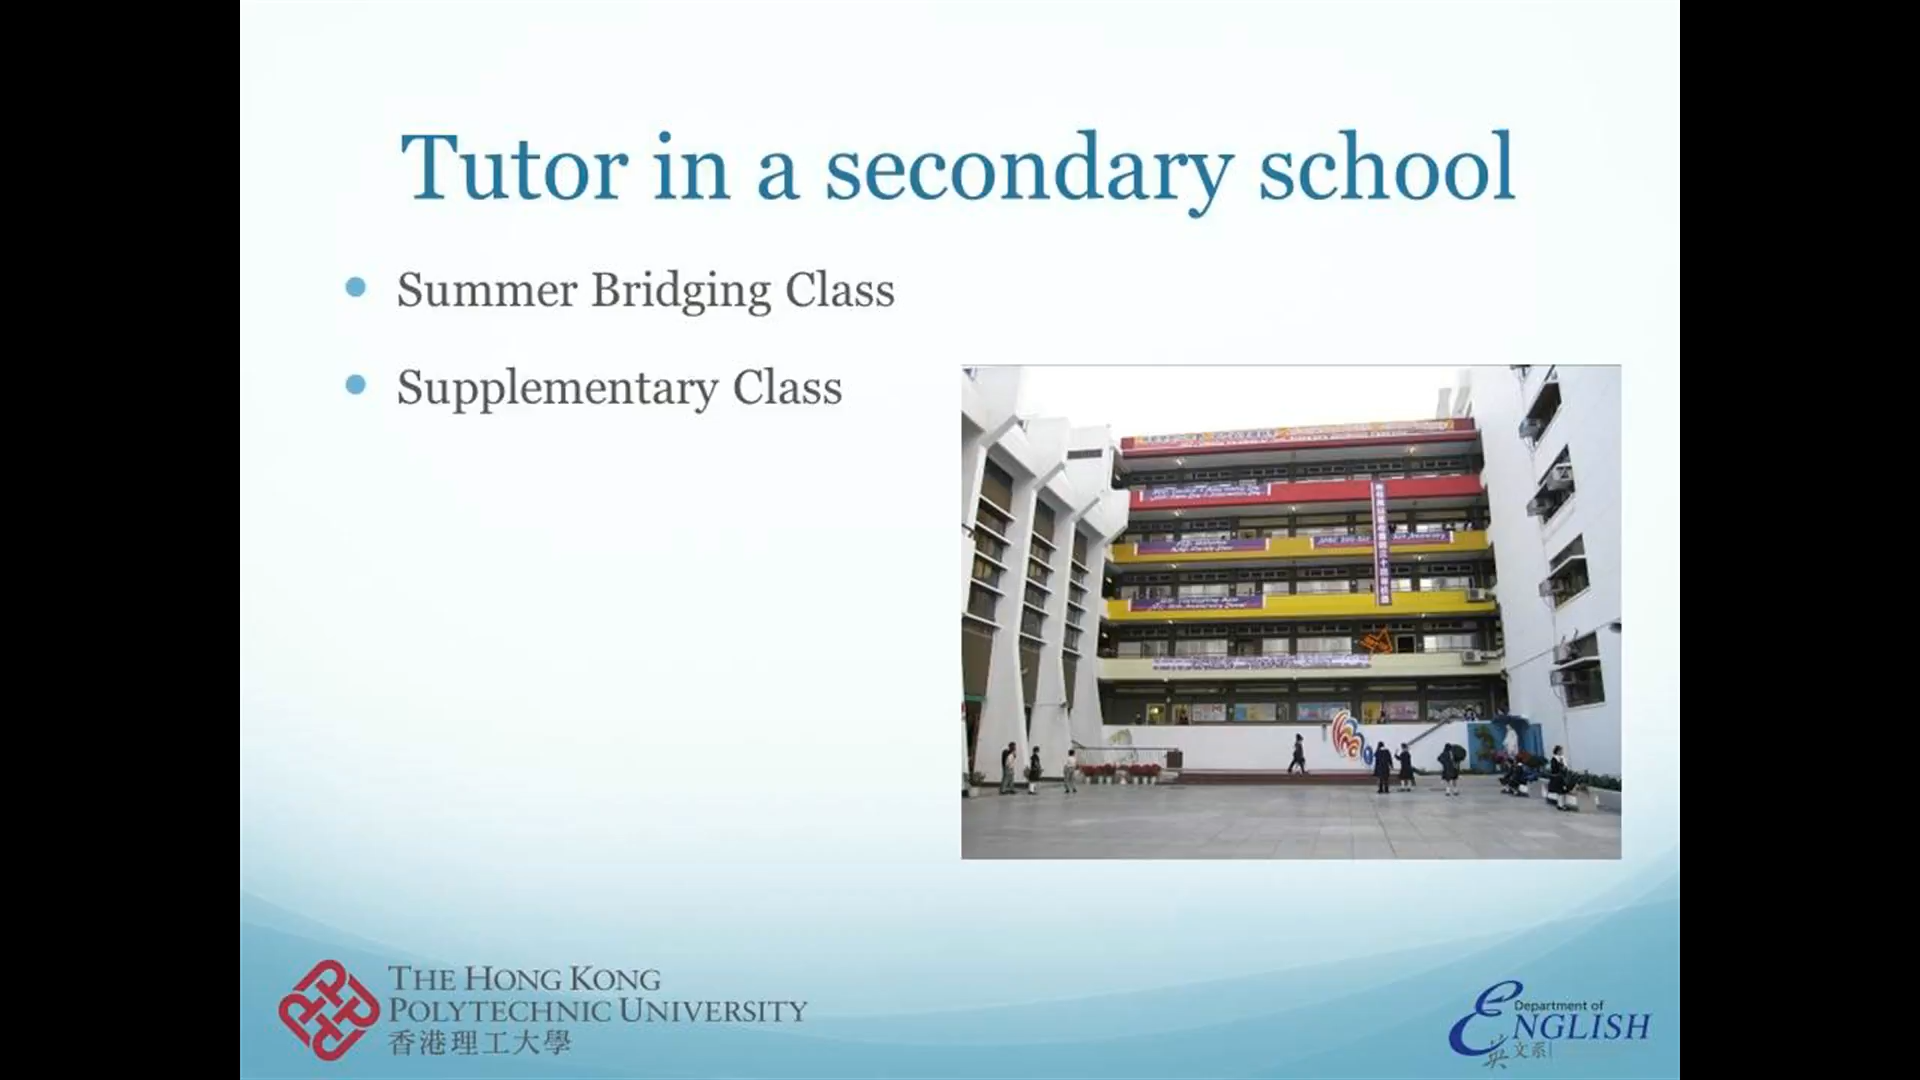 Tutor in a secondary school
Summer Bridging Class
Supplementary Class
THE HONG KONG
POLYTECHNIC UNIVERSITY
香港理工大學
Department of
ENGLISH
英文系